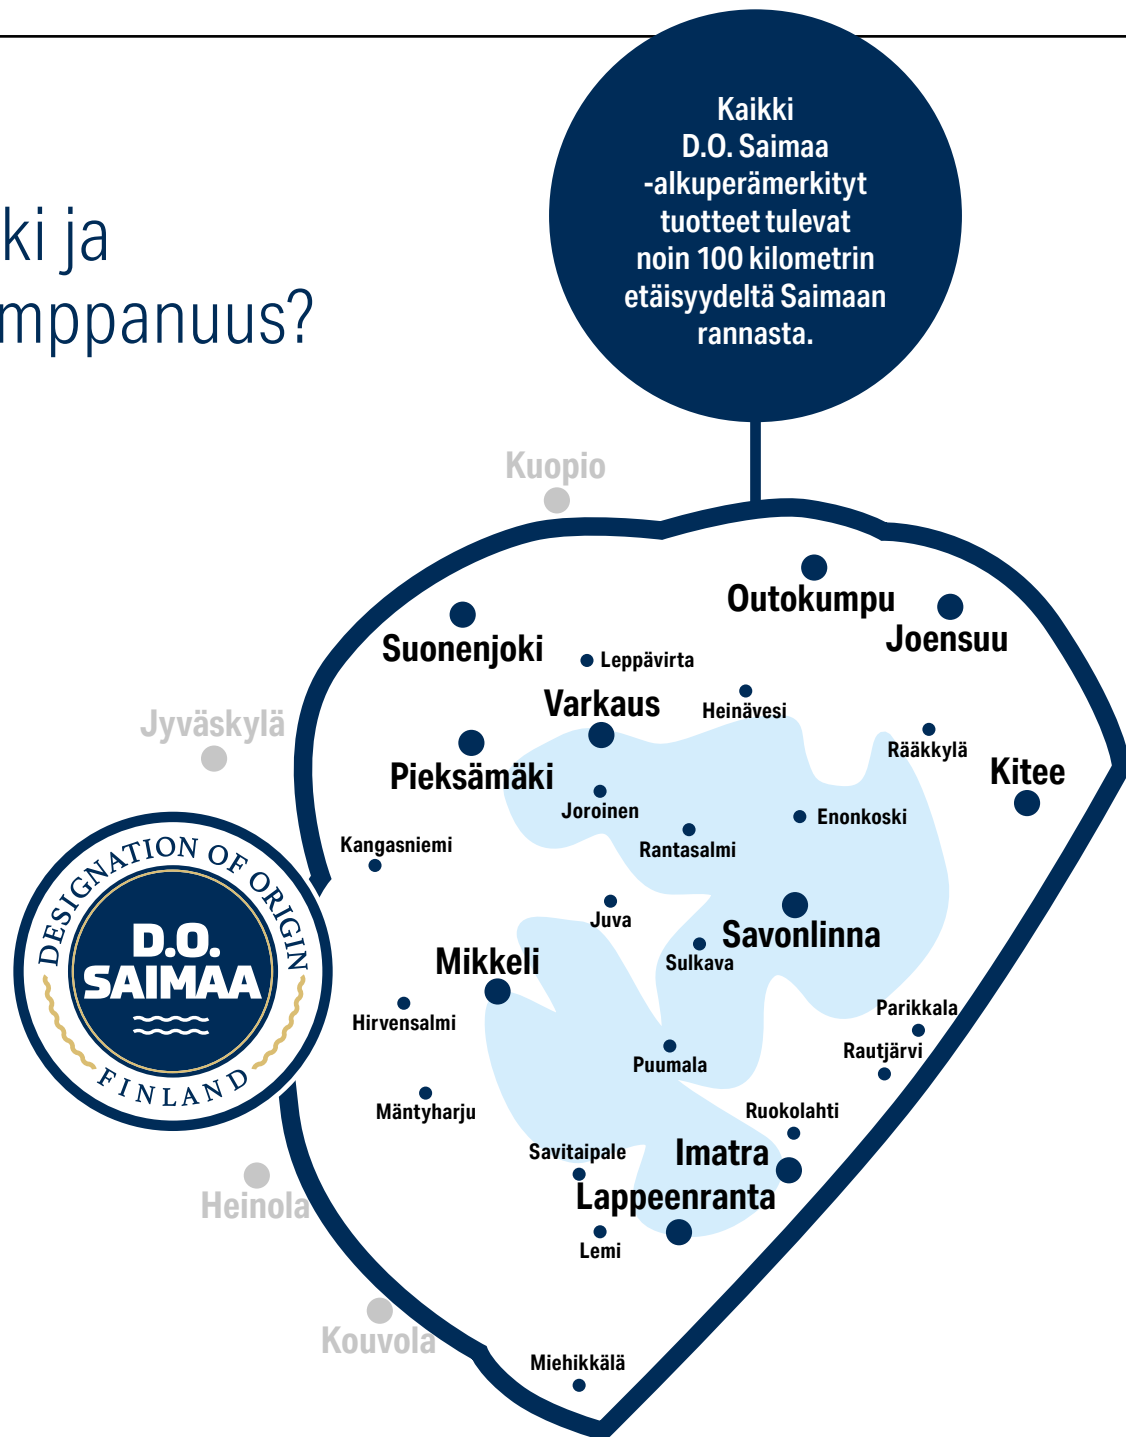 Kaikki
D.O. Saimaa
-alkuperämerkityt
tuotteet tulevat
noin 100 kilometrin
etäisyydeltä Saimaan
rannasta.
ki ja
mppanuus?
Kuopio
Outokumpu
Joensuu
Suonenjoki
Leppävirta
Varkaus
Heinävesi
Jyväskylä
Rääkkylä
Kitee
Pieksämäki
Joroinen
Enonkoski
Kangasniemi
Rantasalmi
Juva
Savonlinna
Sulkava
Mikkeli
DESIGNATION OF ORIGIN
D.O.
SAIMAA
FINLAND
Hirvensalmi
Parikkala
Rautjärvi
Puumala
Mäntyharju
Ruokolahti
Savitaipale
Imatra
Lappeenranta
Heinola
Lemi
Kouvola
Miehikkälä